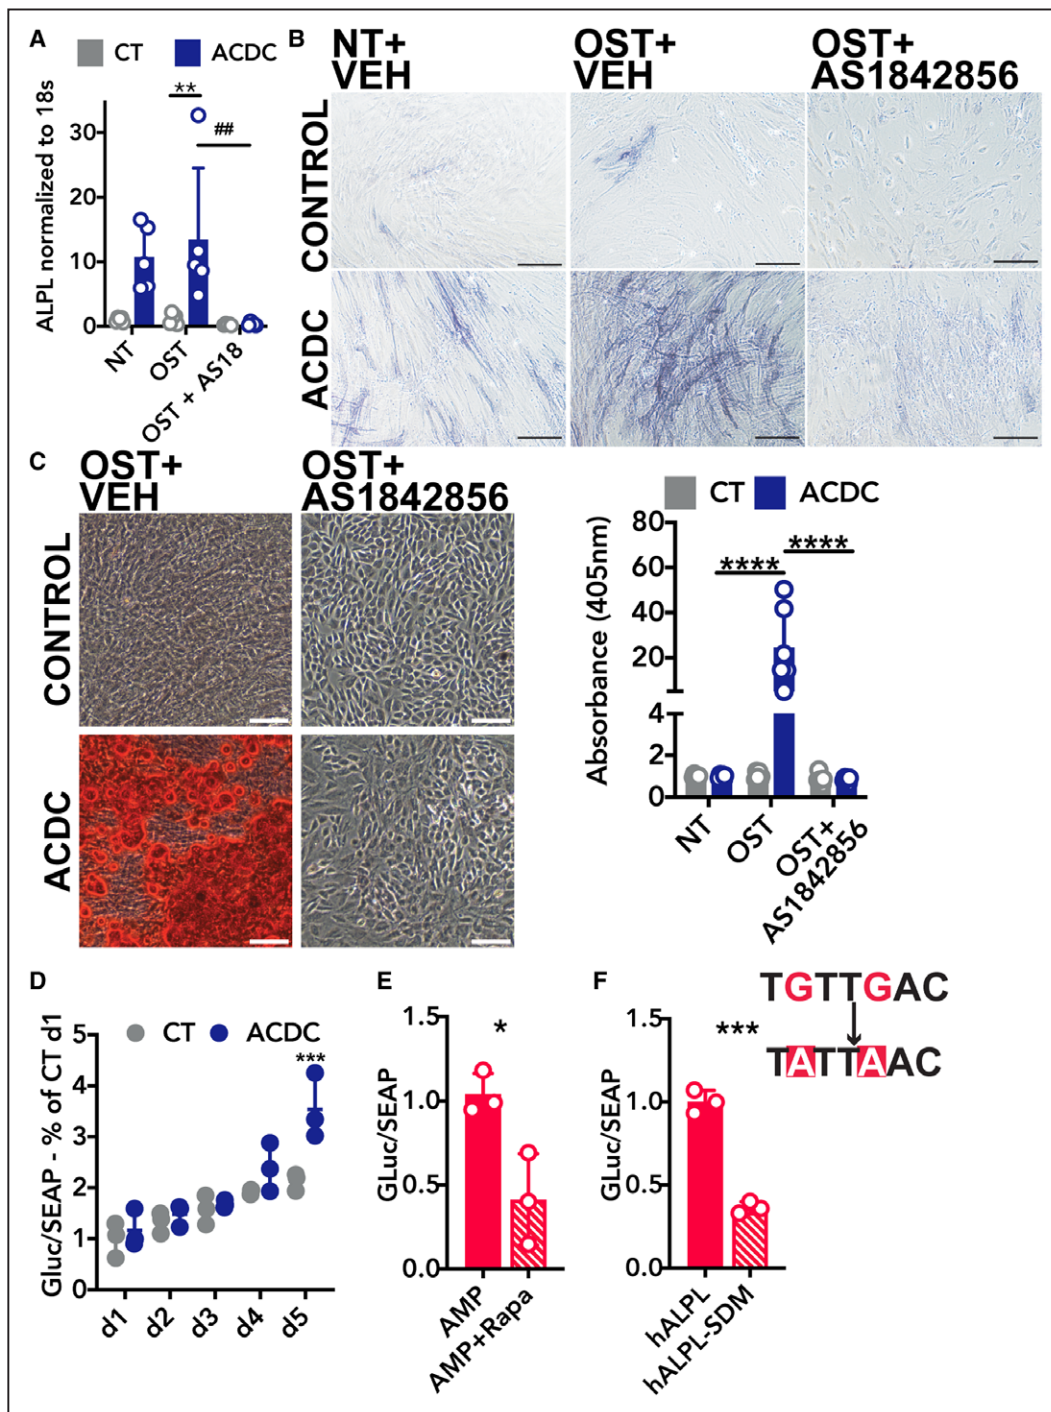 A
CT
ACDC
ALPL normalized to 18s
30
20
10
0
**
##
NT
OST
OST + AS18
B
NT+
VEH
OST+
VEH
OST+
AS1842856
CONTROL
ACDC
C
OST+
VEH
OST+
AS1842856
CONTROL
ACDC
CT
ACDC
Absorbance (405nm)
80
60
40
20
4
2
0
****
****
NT
OST
OST+
AS1842856
D
CT
ACDC
Gluc/SEAP - % of CT d1
5
4
3
2
1
0
***
d1
d2
d3
d4
d5
E
GLuc/SEAP
1.5
1.0
0.5
0.0
*
AMP
AMP+Rapa
F
GLuc/SEAP
1.5
1.0
0.5
0.0
***
hALPL
hALPL-SDM
TGTTGAC
TATTAAC